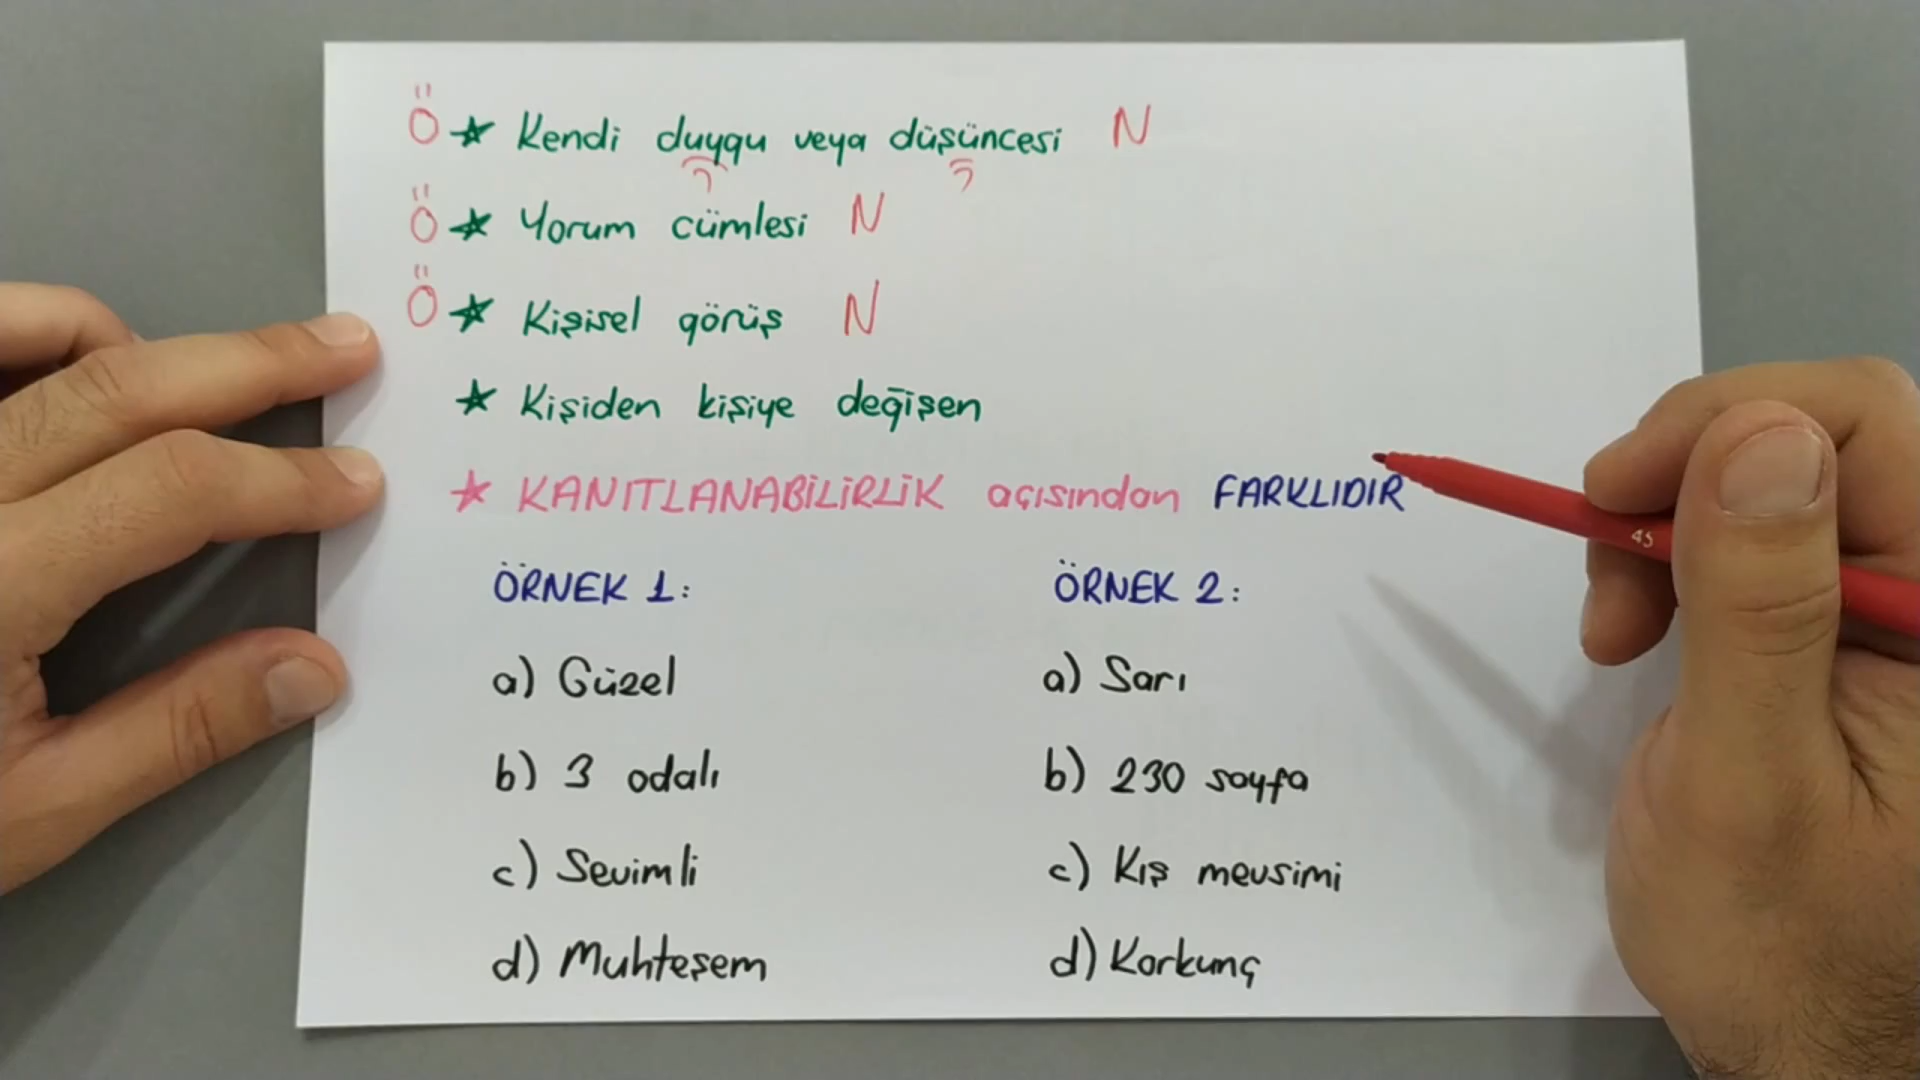 Ö ★ Kendi duygu veya düşüncesi N
Ö ★ Yorum cümlesi N
Ö ★ Kişisel görüş N
★ Kişiden kişiye değişen
★ KANITLANABİLİRLİK açısından FARKLIDIR
ÖRNEK 1:
a) Güzel
b) 3 odalı
c) Sevimli
d) Muhteşem
ÖRNEK 2:
a) Sarı
b) 230 sayfa
c) Kış mevsimi
d) Korkunç
45